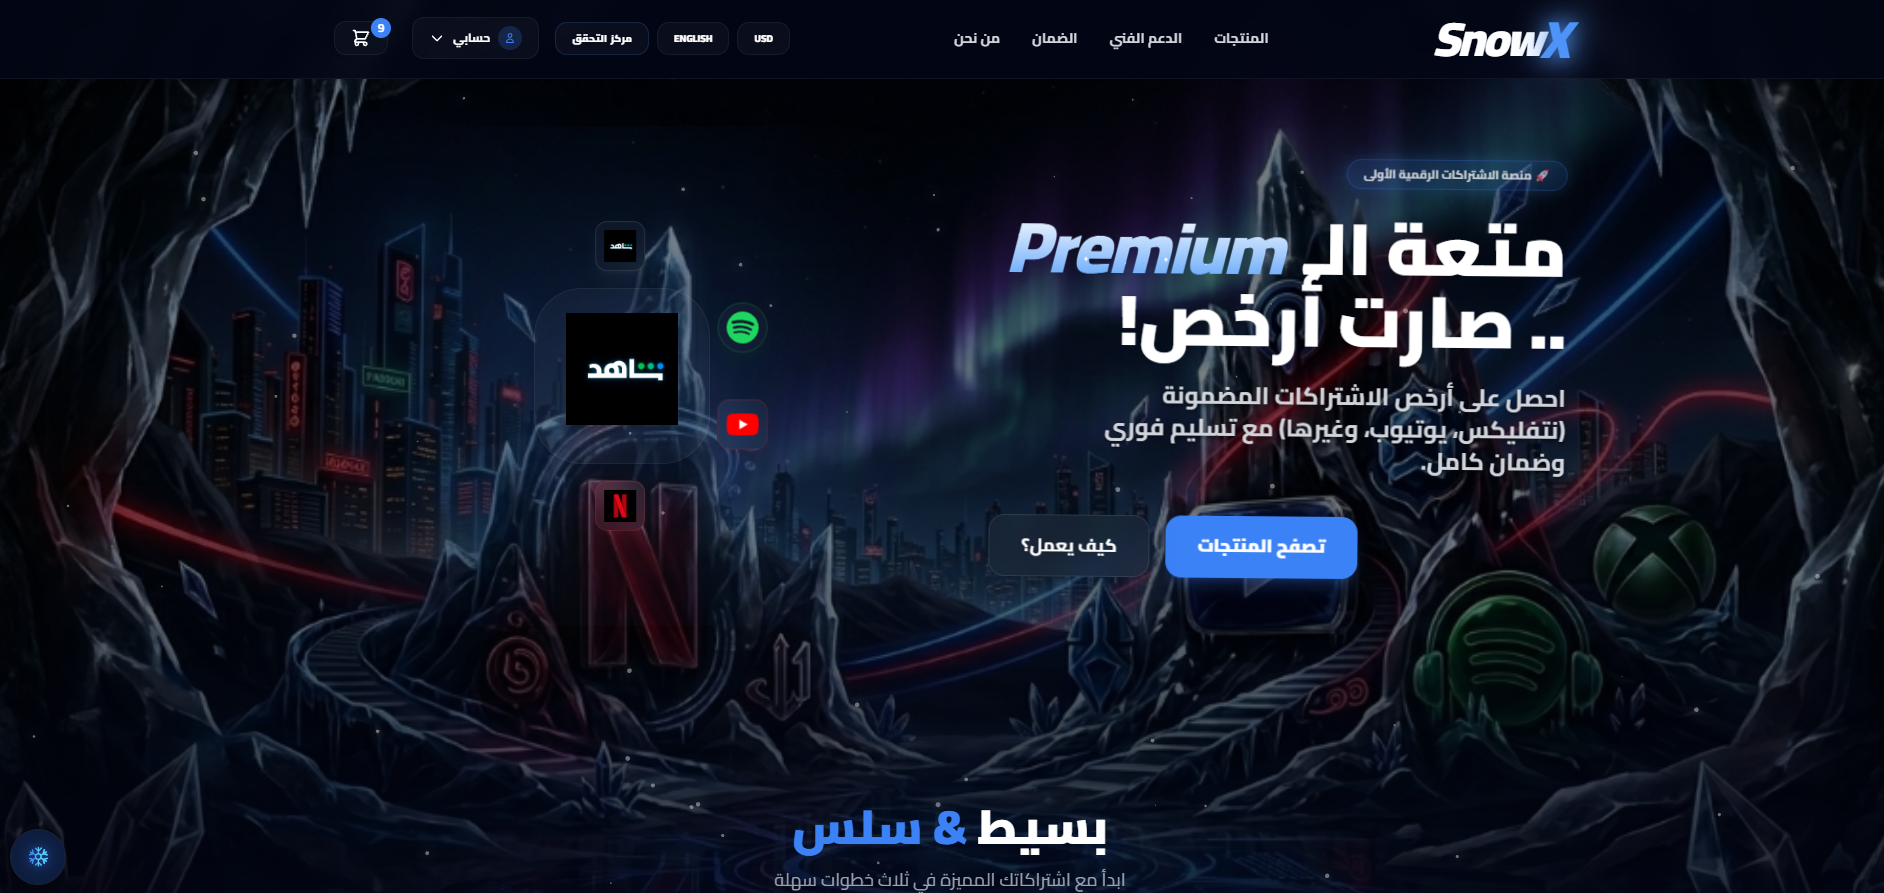 SnowX
المنتجات
الدعم الفني
الضمان
من نحن
USD
ENGLISH
مركز التحقق
حسابي
9
منصة الاشتراكات الرقمية الأولى
متعة الـ Premium
.. صارت أرخص!
احصل على أرخص الاشتراكات المضمونة
(نتفليكس، يوتيوب، وغيرها) مع تسليم فوري
وضمان كامل.
تصفح المنتجات
كيف يعمل؟
شاهد
شاهد
N
N
بسيط & سلس
ابدأ مع اشتراكاتك المميزة في ثلاث خطوات سهلة